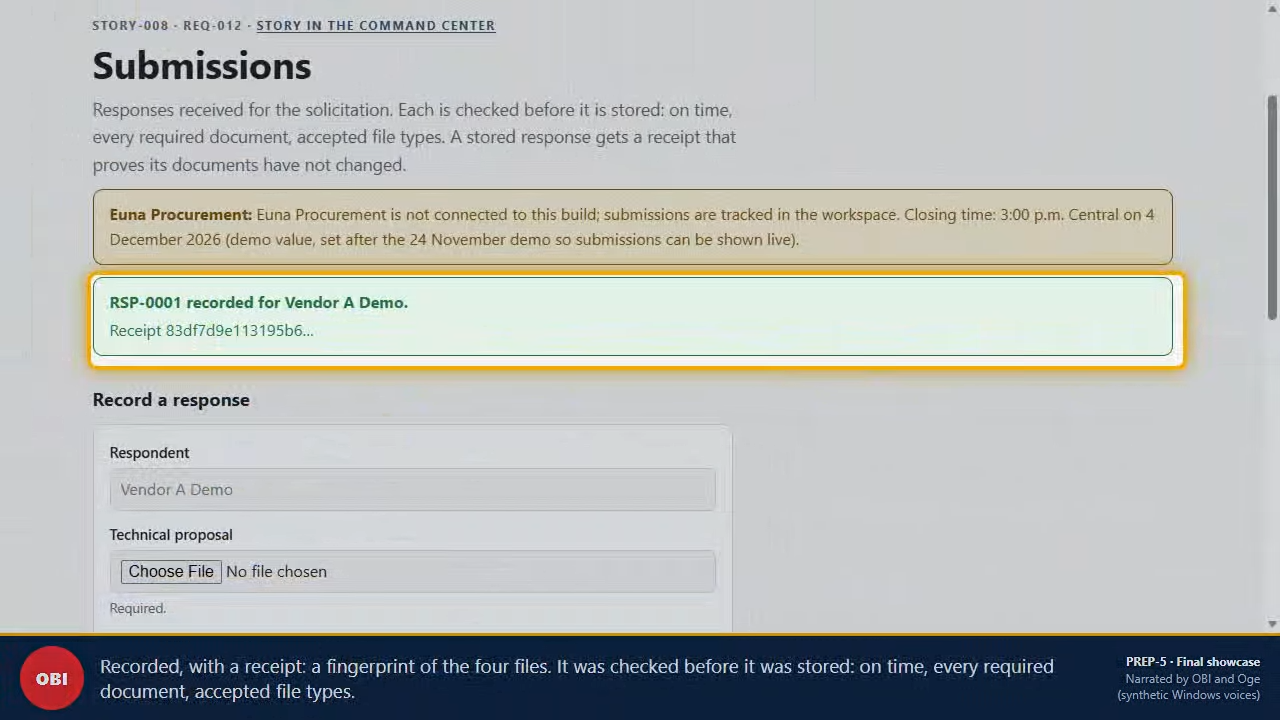 STORY-008 · REQ-012 · STORY IN THE COMMAND CENTER
Submissions
Responses received for the solicitation. Each is checked before it is stored: on time,
every required document, accepted file types. A stored response gets a receipt that
proves its documents have not changed.
Euna Procurement: Euna Procurement is not connected to this build; submissions are tracked in the workspace. Closing time: 3:00 p.m. Central on 4
December 2026 (demo value, set after the 24 November demo so submissions can be shown live).
RSP-0001 recorded for Vendor A Demo.
Receipt 83df7d9e113195b6...
Record a response
Respondent
Vendor A Demo
Technical proposal
Choose File No file chosen
Required.
OBI
Recorded, with a receipt: a fingerprint of the four files. It was checked before it was stored: on time, every required
document, accepted file types.
PREP-5 · Final showcase
Narrated by OBI and Oge
(synthetic Windows voices)